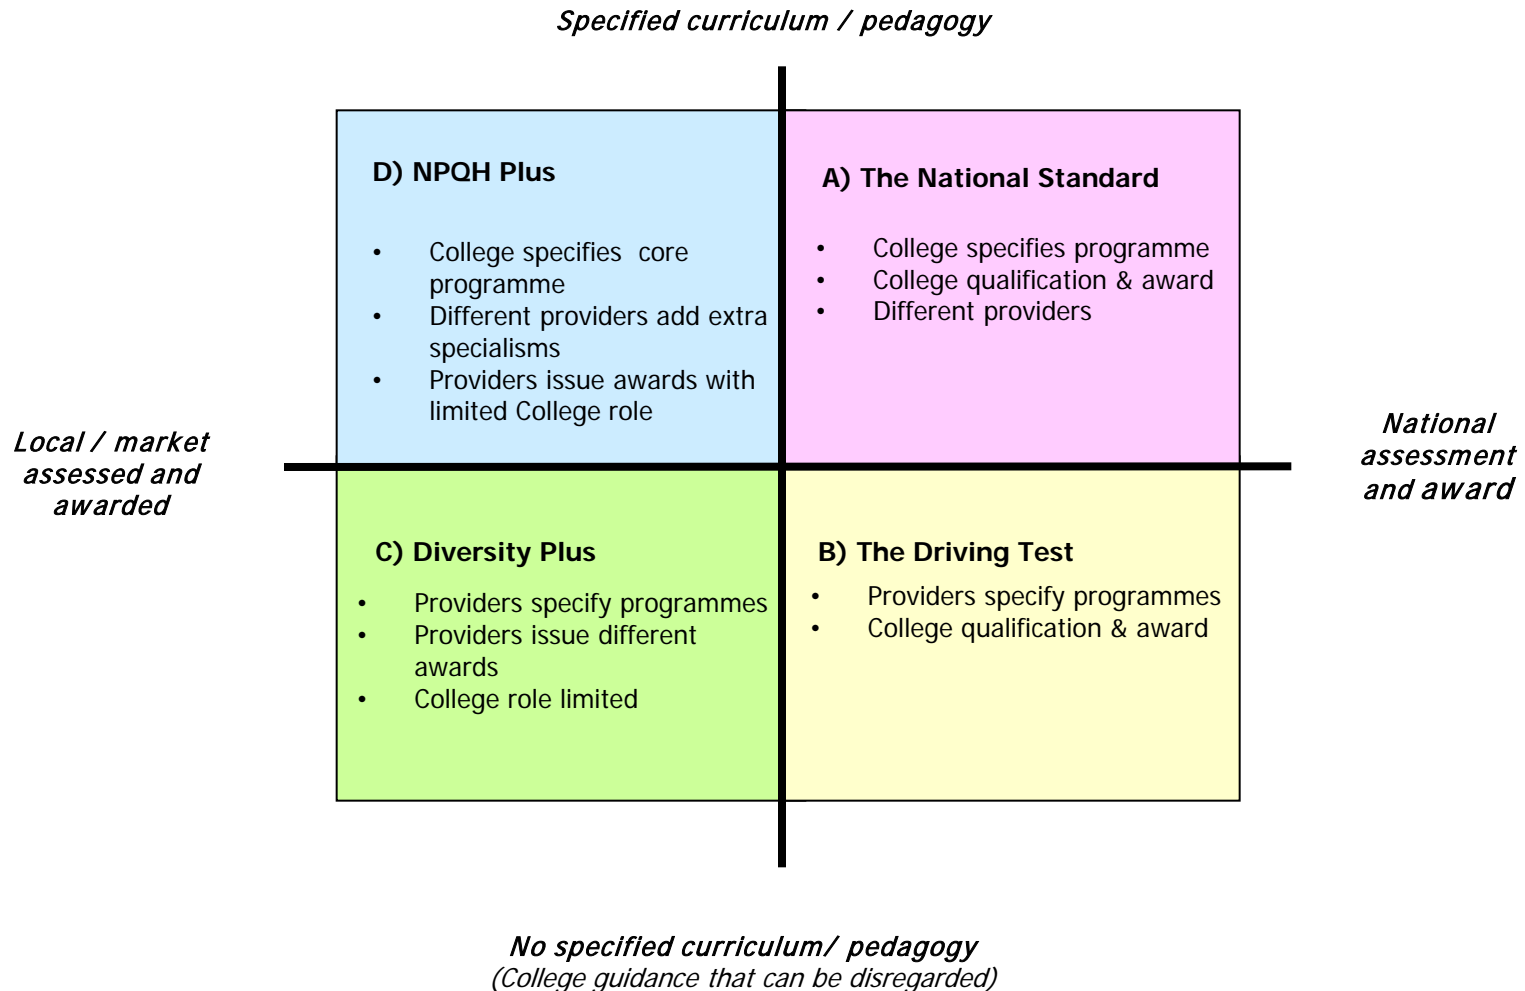 Specified curriculum / pedagogy
D) NPQH Plus
• College specifies core
programme
• Different providers add extra
specialisms
• Providers issue awards with
limited College role
A) The National Standard
• College specifies programme
• College qualification & award
• Different providers
Local / market
assessed and
awarded
National
assessment
and award
C) Diversity Plus
• Providers specify programmes
• Providers issue different
awards
• College role limited
B) The Driving Test
• Providers specify programmes
• College qualification & award
No specified curriculum/ pedagogy
(College guidance that can be disregarded)